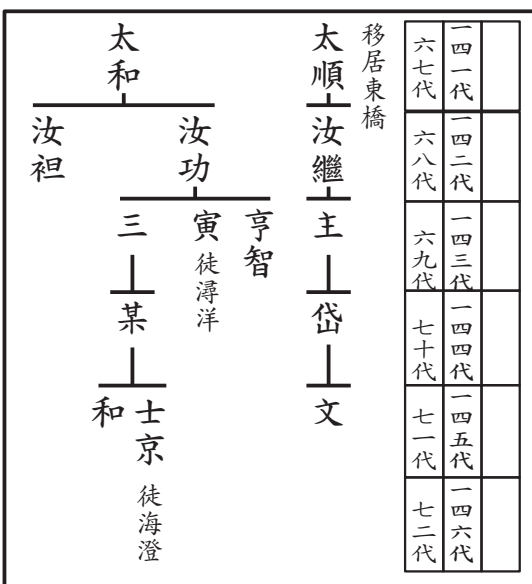 一四一代
六七代
一四二代
六八代
一四三代
六九代
一四四代
七十代
一四五代
七一代
一四六代
七二代
移居東橋
太順
汝繼
主
岱
文
太和
汝功
汝袒
亨智
寅 徒潯洋
三
某
士京 徒海澄
和